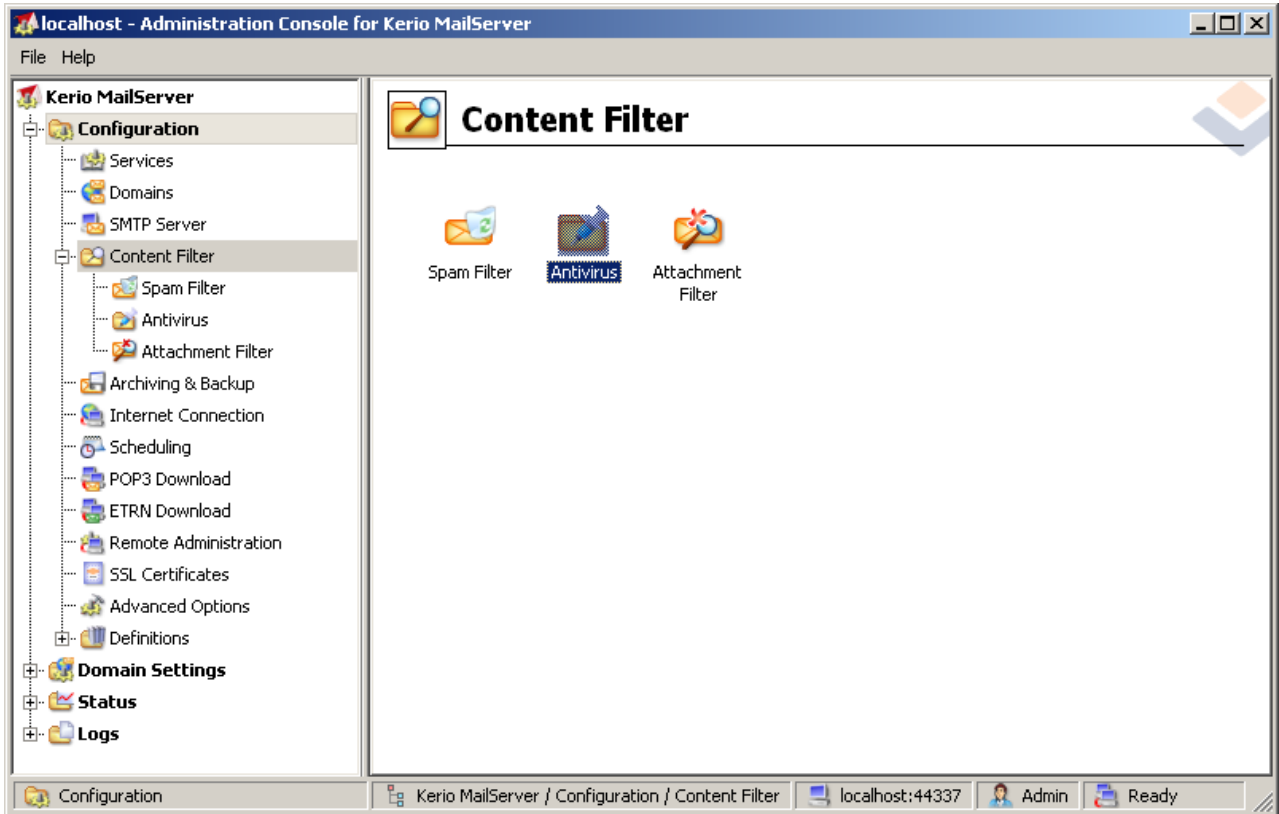 localhost - Administration Console for Kerio MailServer
File Help
Kerio MailServer
Configuration
Services
Domains
SMTP Server
Content Filter
Spam Filter
Antivirus
Attachment Filter
Archiving & Backup
Internet Connection
Scheduling
POP3 Download
ETRN Download
Remote Administration
SSL Certificates
Advanced Options
Definitions
Domain Settings
Status
Logs
Content Filter
Spam Filter
Antivirus
Attachment
Filter
Configuration
Kerio MailServer / Configuration / Content Filter
localhost:44337
Admin
Ready